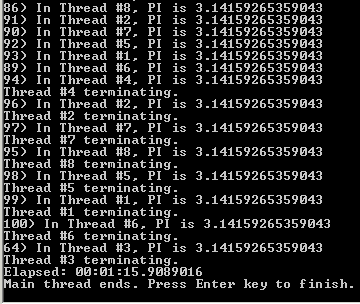 86) In Thread #8, PI is 3.14159265359043
91) In Thread #2, PI is 3.14159265359043
90) In Thread #7, PI is 3.14159265359043
92) In Thread #5, PI is 3.14159265359043
93) In Thread #1, PI is 3.14159265359043
89) In Thread #6, PI is 3.14159265359043
94) In Thread #4, PI is 3.14159265359043
Thread #4 terminating.
96) In Thread #2, PI is 3.14159265359043
Thread #2 terminating.
97) In Thread #7, PI is 3.14159265359043
Thread #7 terminating.
95) In Thread #8, PI is 3.14159265359043
Thread #8 terminating.
98) In Thread #5, PI is 3.14159265359043
Thread #5 terminating.
99) In Thread #1, PI is 3.14159265359043
Thread #1 terminating.
100) In Thread #6, PI is 3.14159265359043
Thread #6 terminating.
64) In Thread #3, PI is 3.14159265359043
Thread #3 terminating.
Elapsed: 00:01:15.9089016
Main thread ends. Press Enter key to finish.